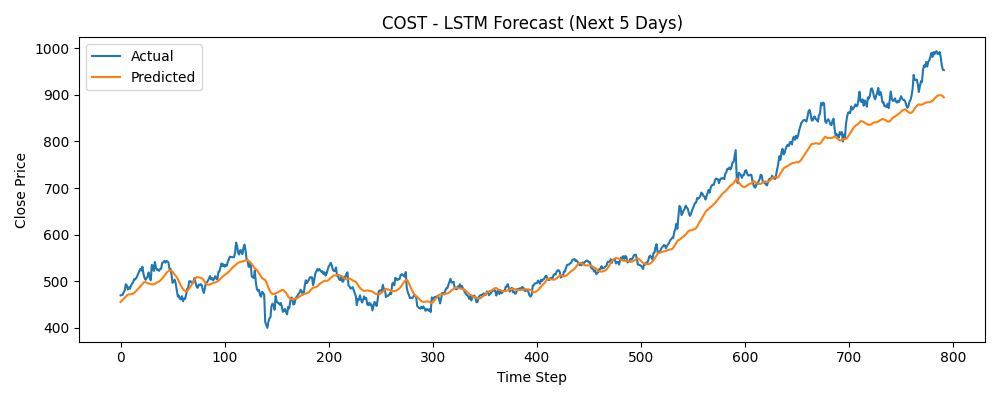 COST - LSTM Forecast (Next 5 Days)
Actual
Predicted
Close Price
1000
900
800
700
600
500
400
0 100 200 300 400 500 600 700 800
Time Step